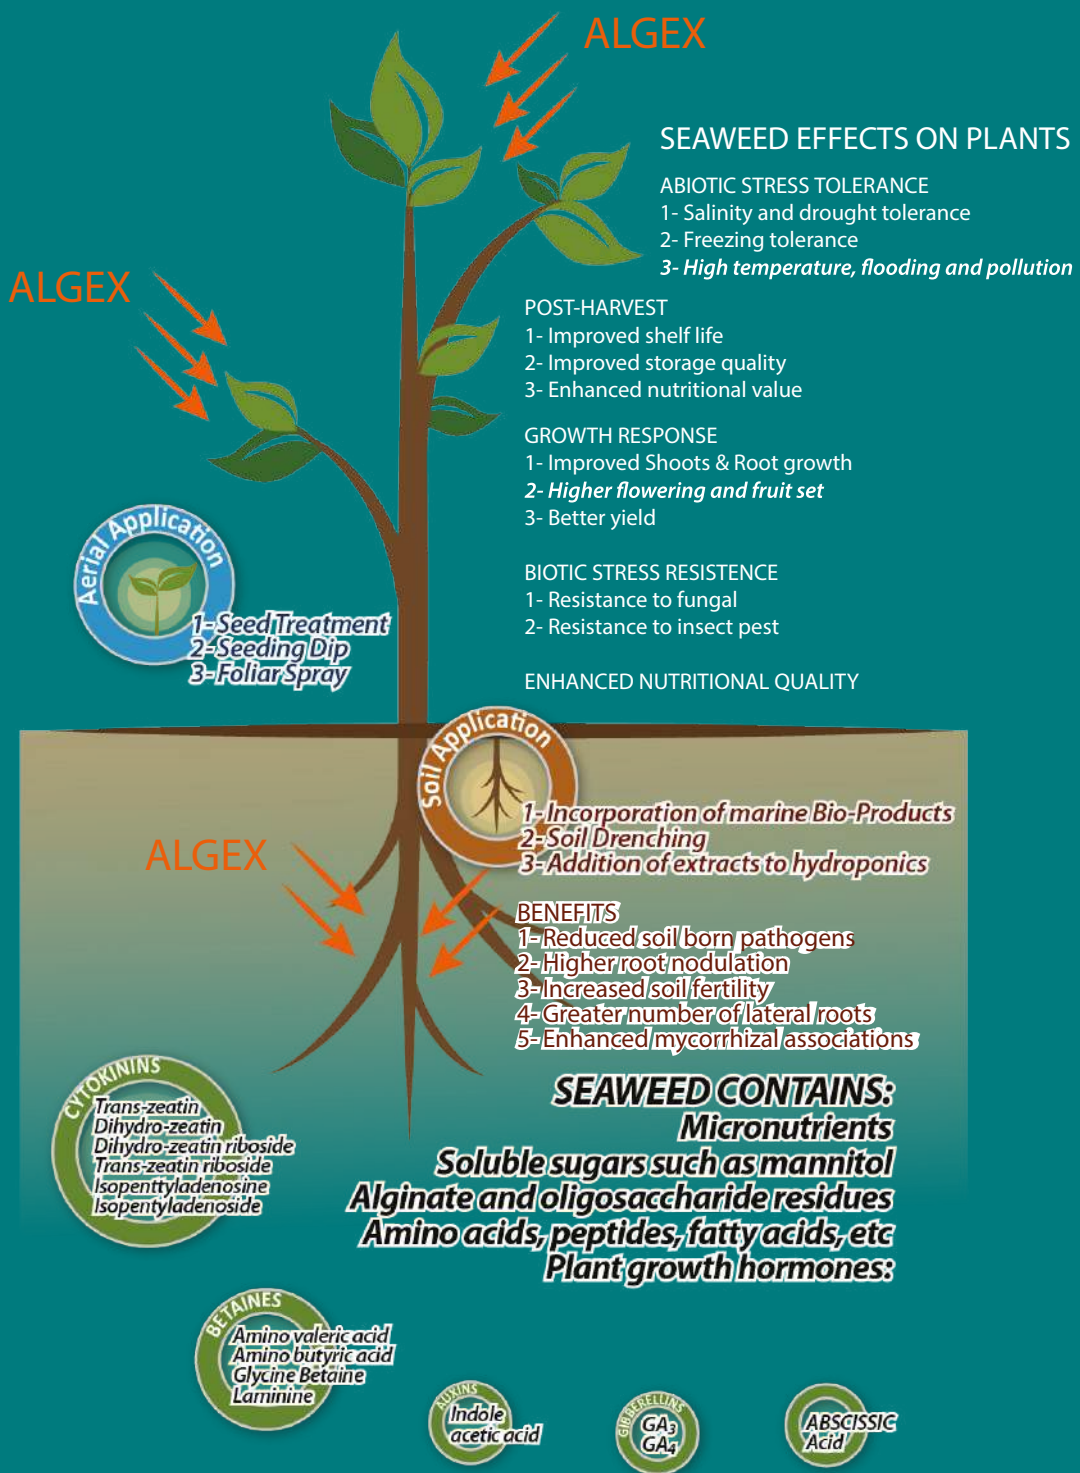 ALGEX
SEAWEED EFFECTS ON PLANTS
ABIOTIC STRESS TOLERANCE
1- Salinity and drought tolerance
2- Freezing tolerance
3- High temperature, flooding and pollution
ALGEX
POST-HARVEST
1- Improved shelf life
2- Improved storage quality
3- Enhanced nutritional value
GROWTH RESPONSE
1- Improved Shoots & Root growth
2- Higher flowering and fruit set
3- Better yield
BIOTIC STRESS RESISTENCE
1- Resistance to fungal
2- Resistance to insect pest
ENHANCED NUTRITIONAL QUALITY
Aerial Application
1- Seed Treatment
2- Seeding Dip
3- Foliar Spray
Soil Application
1- Incorporation of marine Bio-Products
2- Soil Drenching
3- Addition of extracts to hydroponics
ALGEX
BENEFITS
1- Reduced soil born pathogens
2- Higher root nodulation
3- Increased soil fertility
4- Greater number of lateral roots
5- Enhanced mycorrhizal associations
SEAWEED CONTAINS:
Micronutrients
Soluble sugars such as mannitol
Alginate and oligosaccharide residues
Amino acids, peptides, fatty acids, etc
Plant growth hormones:
CYTOKININS
Trans-zeatin
Dihydro-zeatin
Dihydro-zeatin riboside
Trans-zeatin riboside
Isopenttyladenosine
Isopentyladenoside
BETAINES
Amino valeric acid
Amino butyric acid
Glycine Betaine
Laminine
AUXINS
Indole
acetic acid
GIBBERELLINS
GA3
GA4
ABSCISSIC
Acid